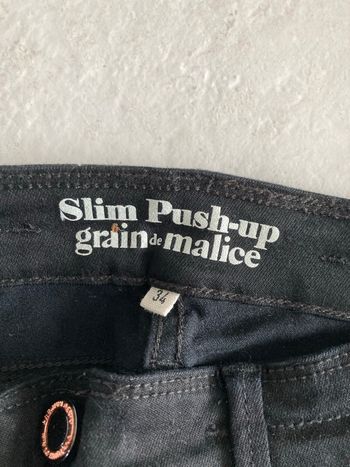 Slim Push-up
grain de malice
34